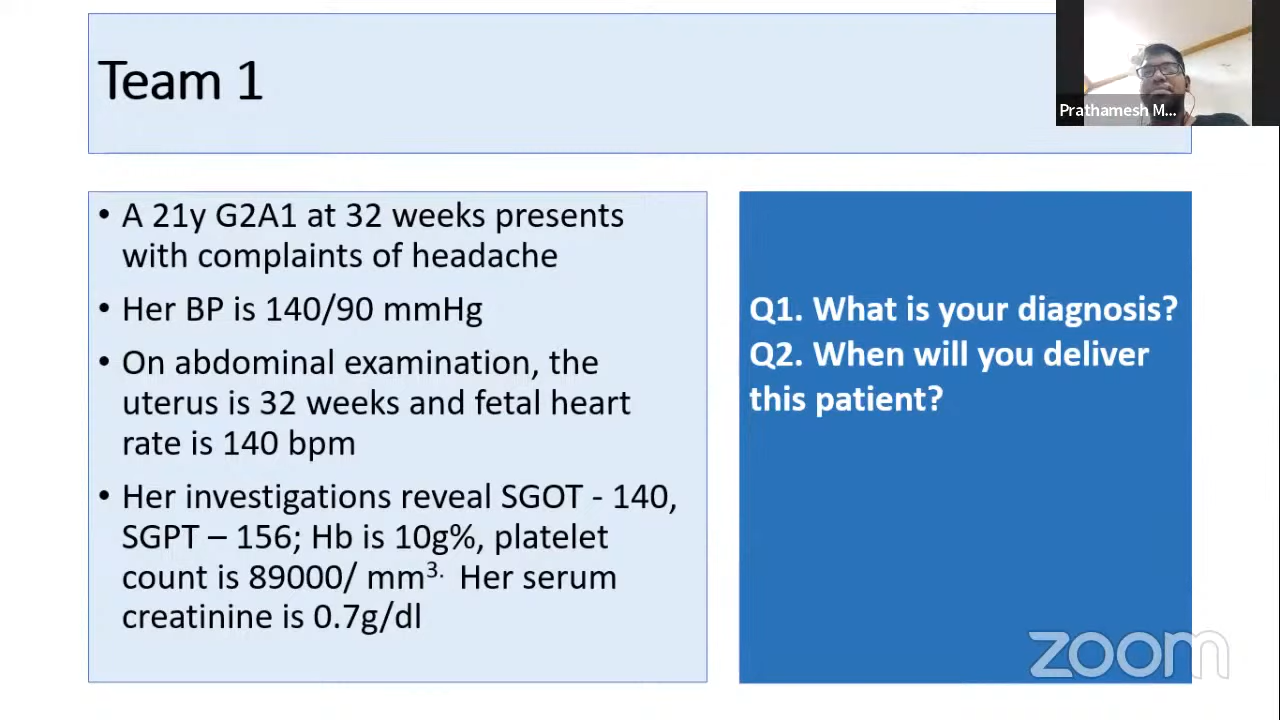 Team 1
Prathamesh M...
• A 21y G2A1 at 32 weeks presents
with complaints of headache
• Her BP is 140/90 mmHg
• On abdominal examination, the
uterus is 32 weeks and fetal heart
rate is 140 bpm
• Her investigations reveal SGOT - 140,
SGPT – 156; Hb is 10g%, platelet
count is 89000/ mm³· Her serum
creatinine is 0.7g/dl
Q1. What is your diagnosis?
Q2. When will you deliver
this patient?
zoom